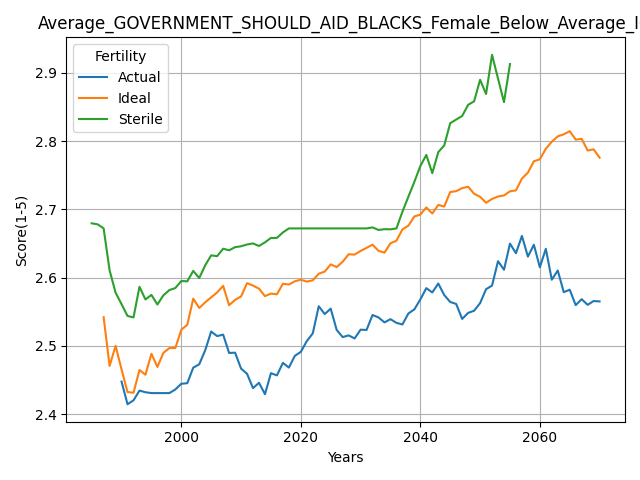 Average_GOVERNMENT_SHOULD_AID_BLACKS_Female_Below_Average_I
Fertility
Actual
Ideal
Sterile
Score(1-5)
2.9
2.8
2.7
2.6
2.5
2.4
2000 2020 2040 2060
Years